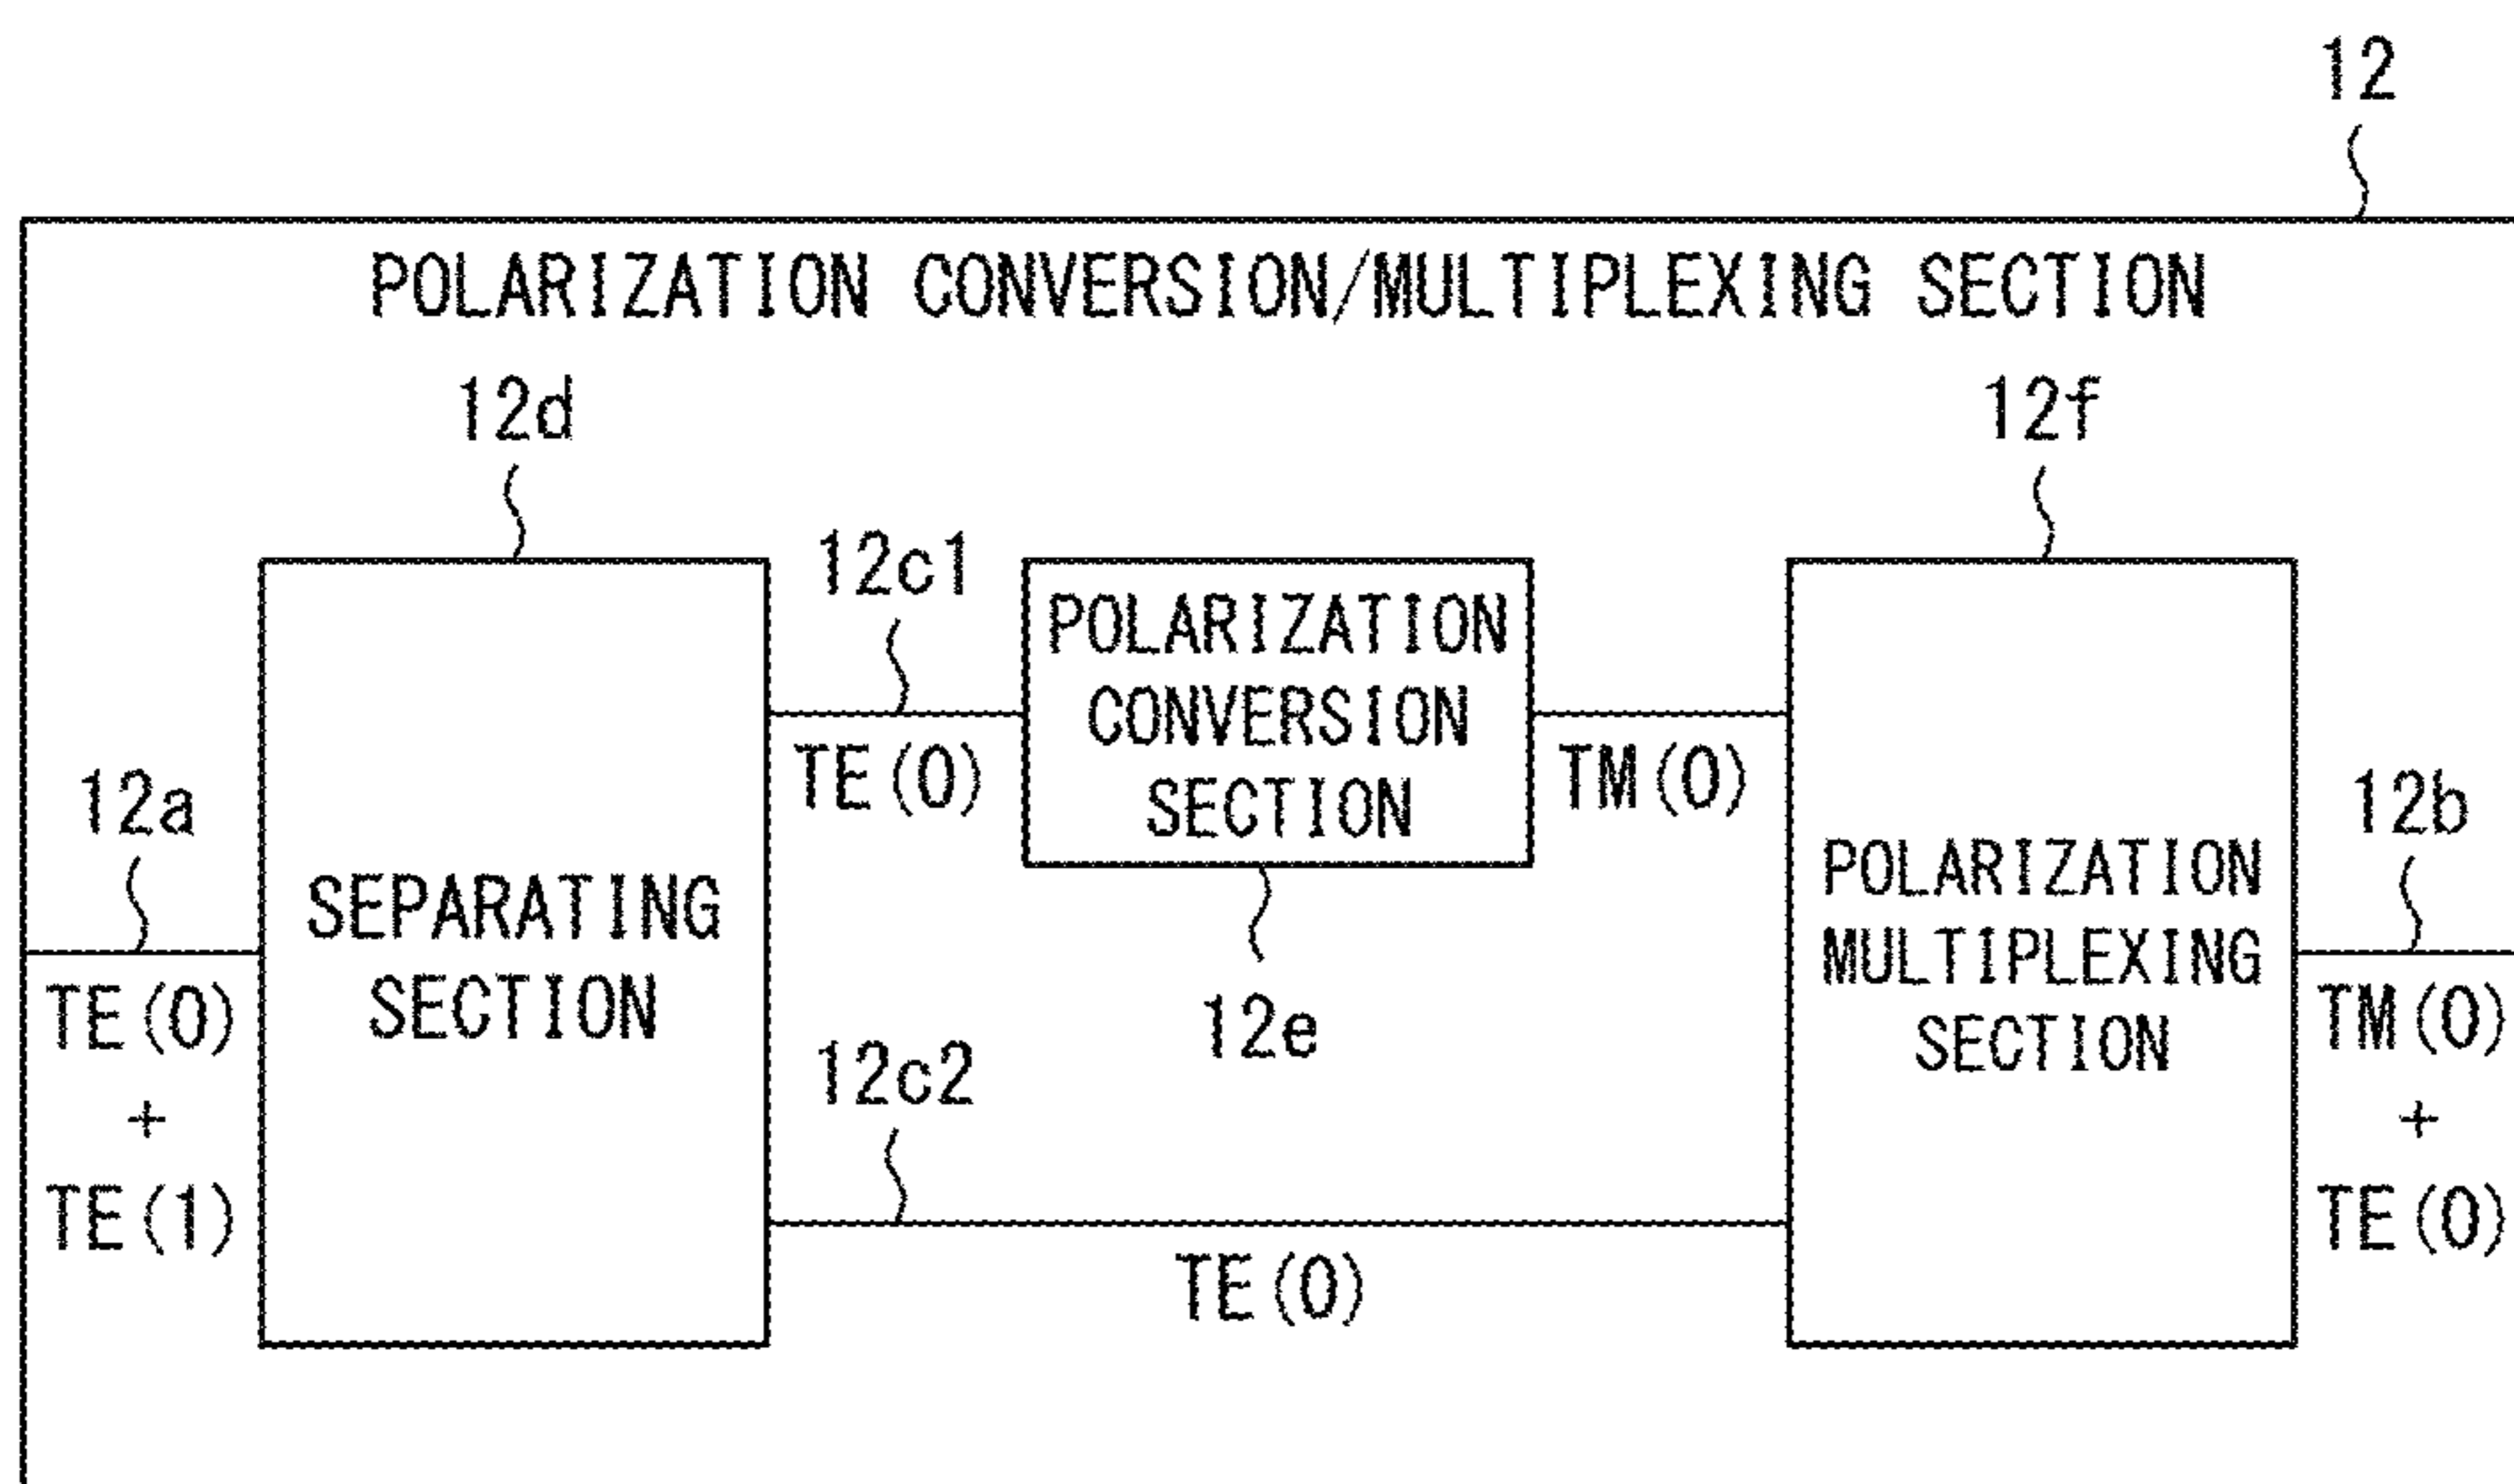 12
POLARIZATION CONVERSION/MULTIPLEXING SECTION
12d
12f
12c1
POLARIZATION
CONVERSION
SECTION
TE(0)
TM(0)
12a
12b
SEPARATING
SECTION
POLARIZATION
MULTIPLEXING
SECTION
12e
TE(0)
+
TE(1)
12c2
TE(0)
TM(0)
+
TE(0)